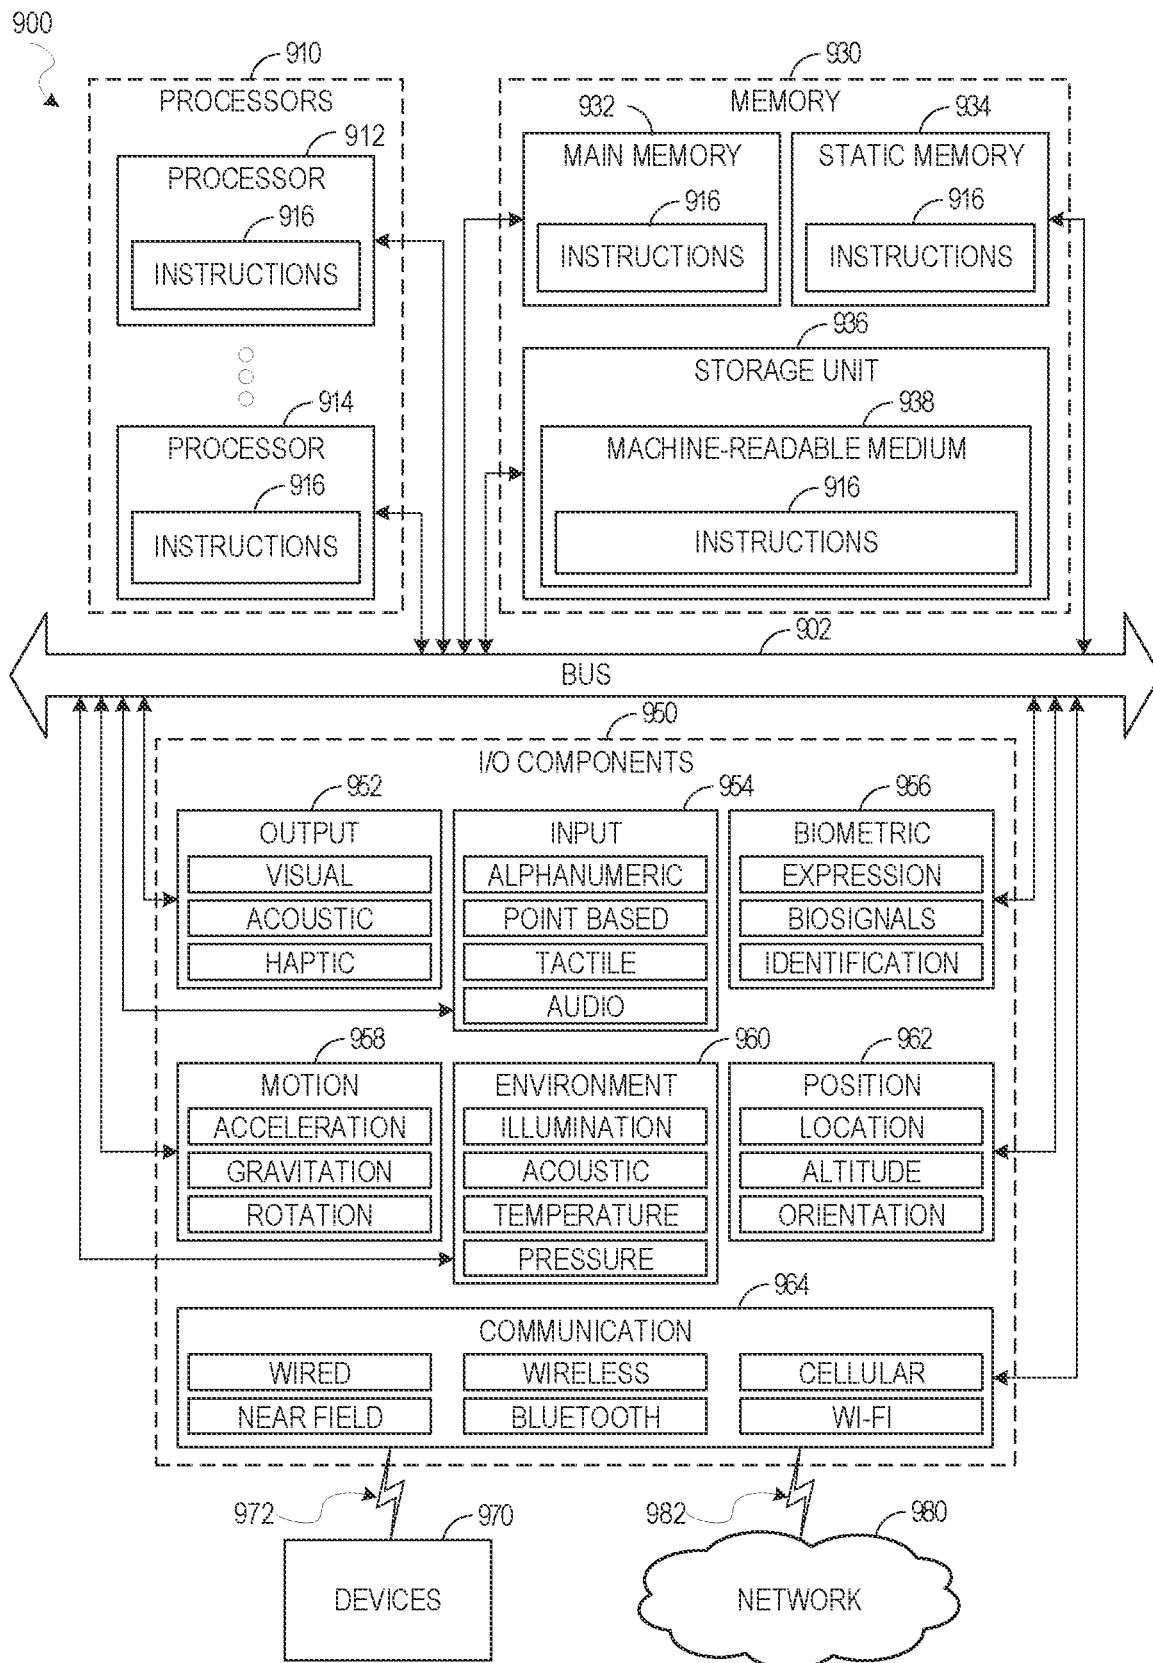 900
910
PROCESSORS
912
PROCESSOR
916
INSTRUCTIONS
914
PROCESSOR
916
INSTRUCTIONS
930
MEMORY
932
MAIN MEMORY
916
INSTRUCTIONS
934
STATIC MEMORY
916
INSTRUCTIONS
936
STORAGE UNIT
938
MACHINE-READABLE MEDIUM
916
INSTRUCTIONS
902
BUS
950
I/O COMPONENTS
952
OUTPUT
VISUAL
ACOUSTIC
HAPTIC
954
INPUT
ALPHANUMERIC
POINT BASED
TACTILE
AUDIO
956
BIOMETRIC
EXPRESSION
BIOSIGNALS
IDENTIFICATION
958
MOTION
ACCELERATION
GRAVITATION
ROTATION
960
ENVIRONMENT
ILLUMINATION
ACOUSTIC
TEMPERATURE
PRESSURE
962
POSITION
LOCATION
ALTITUDE
ORIENTATION
964
COMMUNICATION
WIRED
WIRELESS
CELLULAR
NEAR FIELD
BLUETOOTH
WI-FI
972
970
DEVICES
982
980
NETWORK